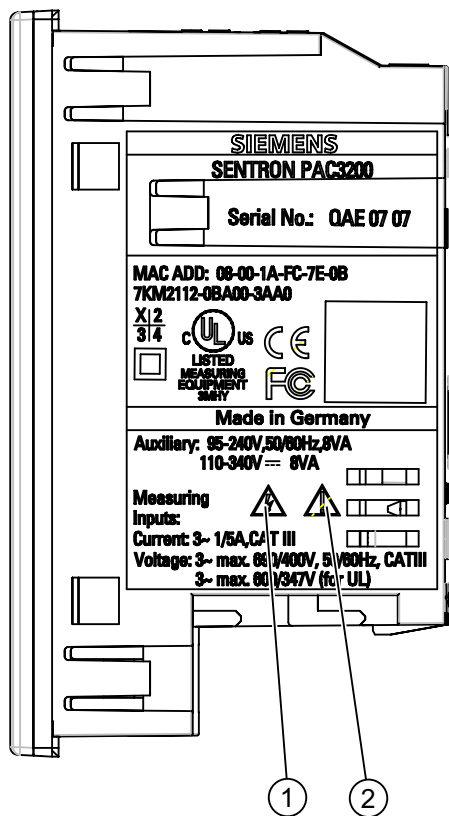 SIEMENS
SENTRON PAC3200
Serial No.: QAE 07 07
MAC ADD: 08-00-1A-FC-7E-0B
7KM2112-0BA00-3AA0
X 2
3 4
C UL US
LISTED
MEASURING
EQUIPMENT
3MHY
CE
FC
Made in Germany
Auxiliary: 95-240V,50/60Hz,8VA
110-340V⎓ 8VA
Measuring
Inputs:
Current: 3~ 1/5A,CAT III
Voltage: 3~ max. 690/400V, 50/60Hz, CATIII
3~ max. 600/347V (for UL)
1 2